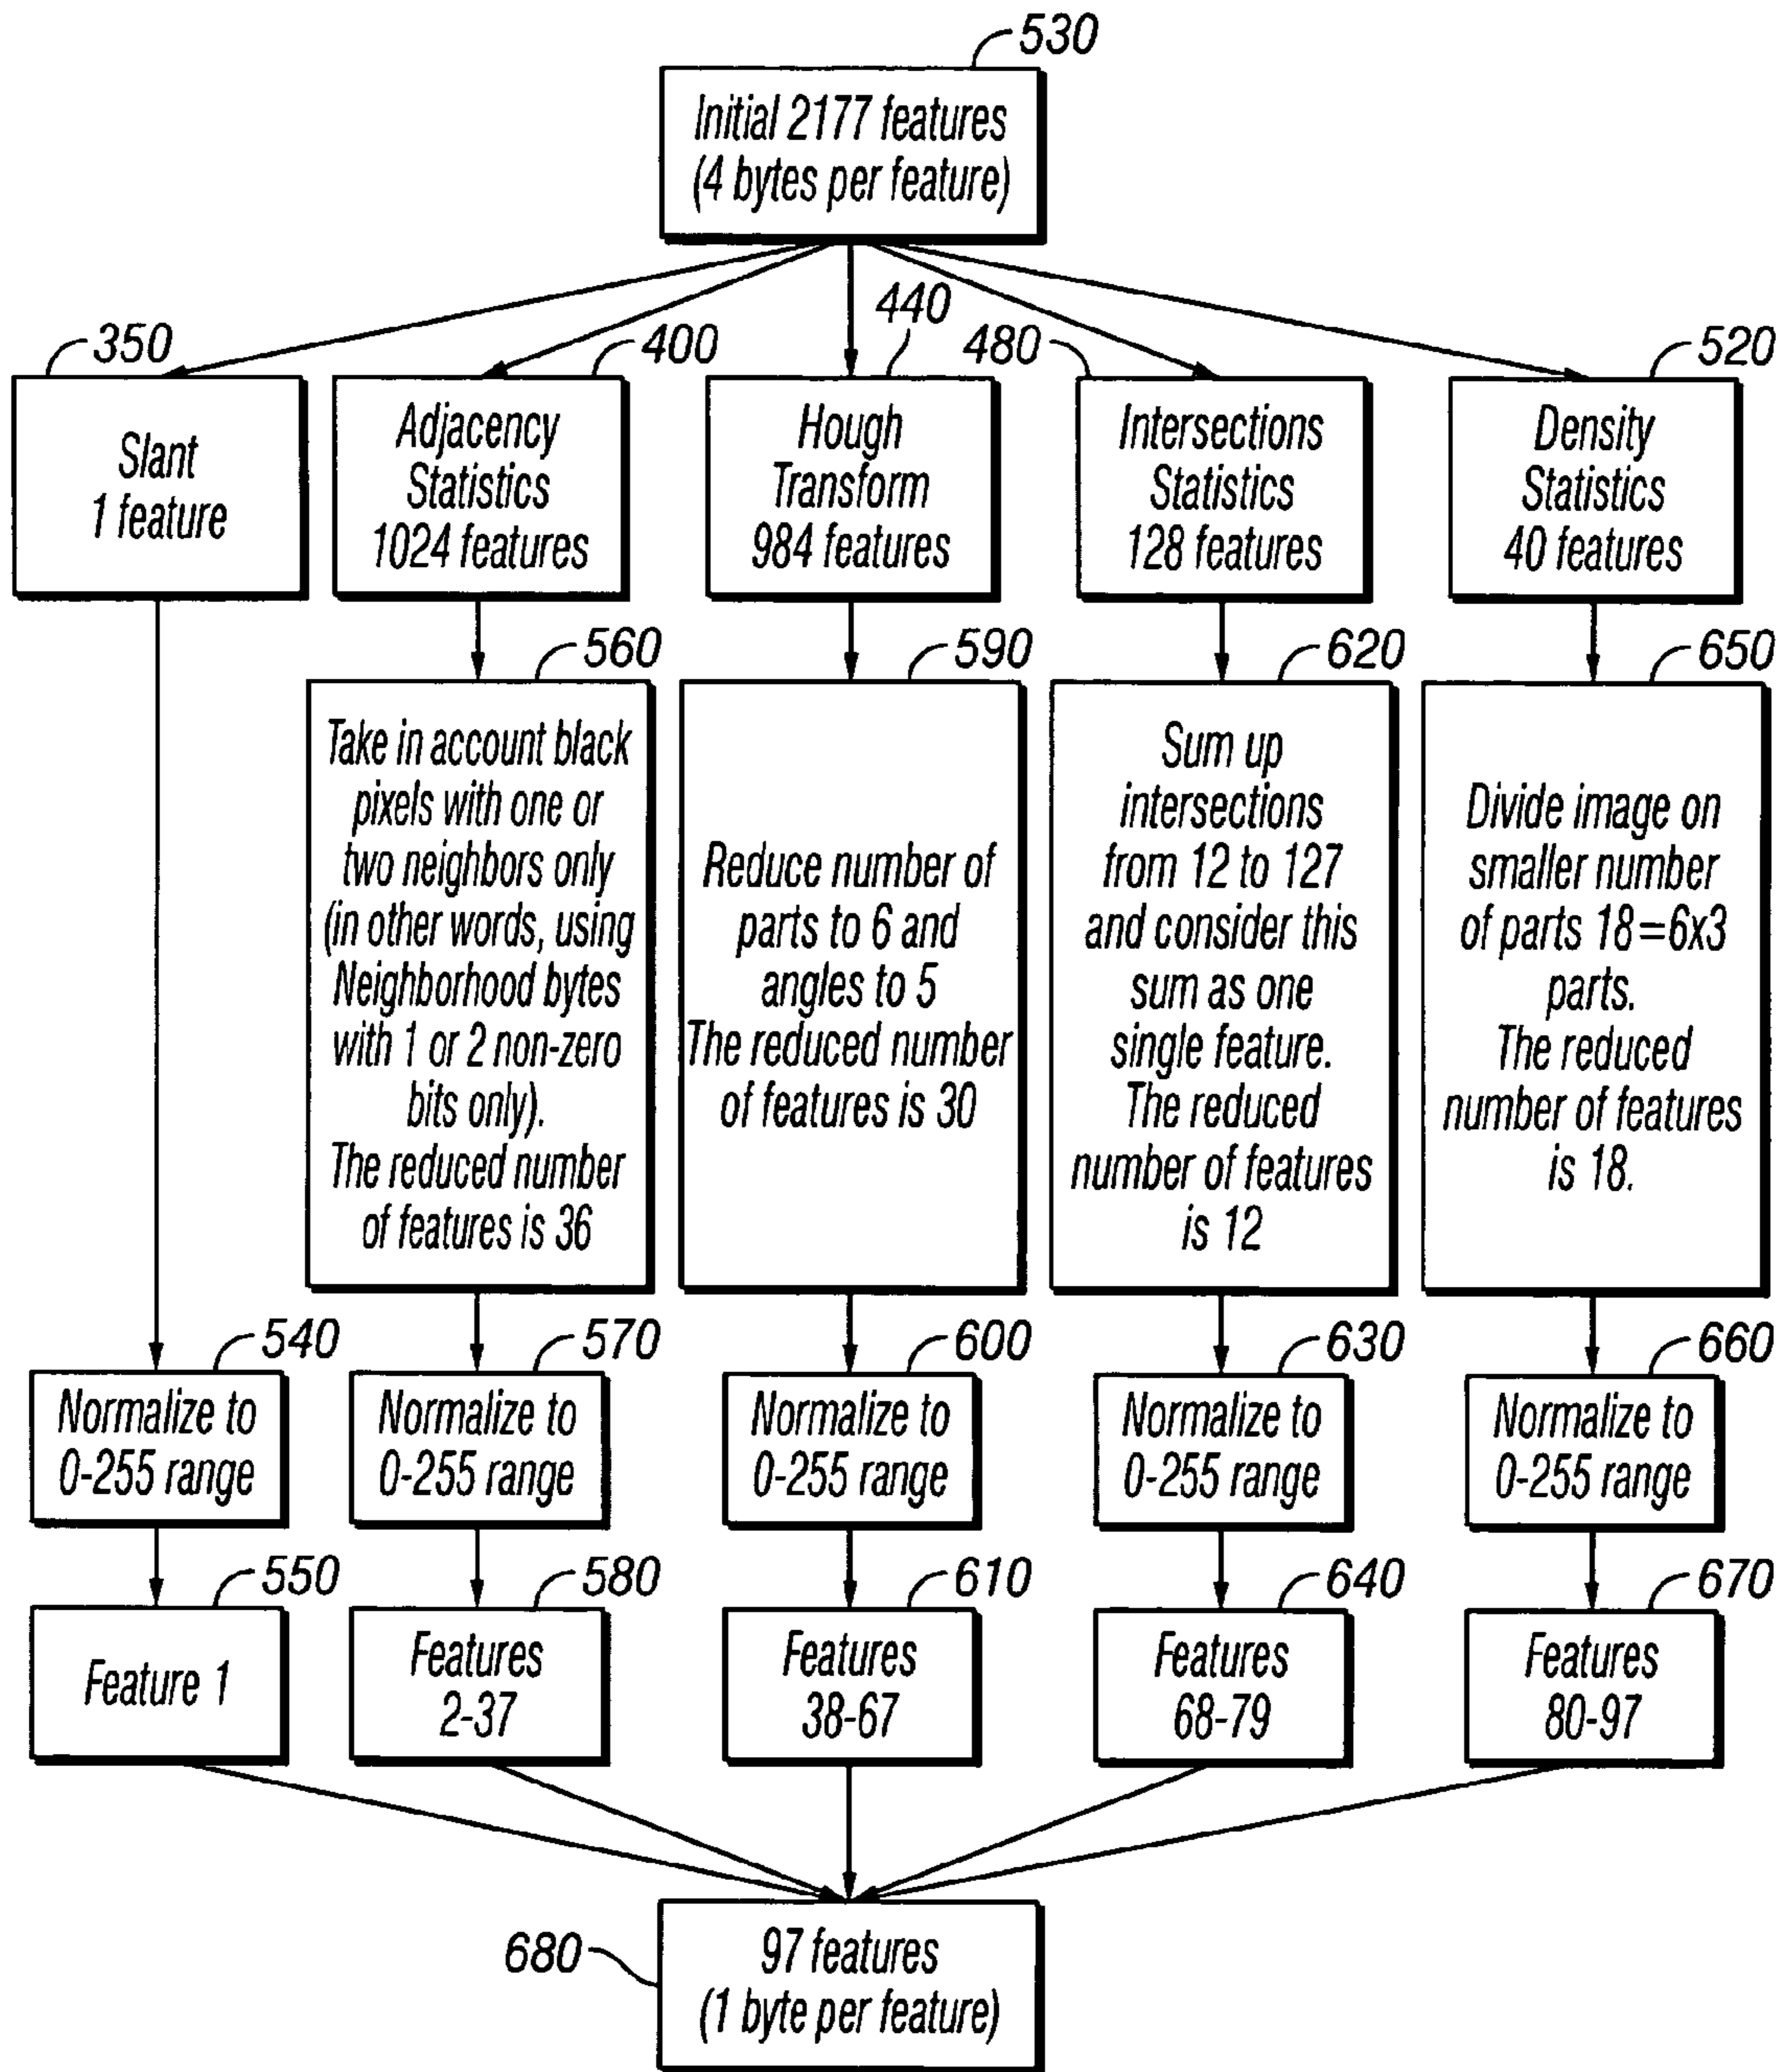 530
Initial 2177 features
(4 bytes per feature)
350
400
440
480
520
Slant
1 feature
Adjacency
Statistics
1024 features
Hough
Transform
984 features
Intersections
Statistics
128 features
Density
Statistics
40 features
560
590
620
650
Take in account black
pixels with one or
two neighbors only
(in other words, using
Neighborhood bytes
with 1 or 2 non-zero
bits only).
The reduced number
of features is 36
Reduce number of
parts to 6 and
angles to 5
The reduced number
of features is 30
Sum up
intersections
from 12 to 127
and consider this
sum as one
single feature.
The reduced
number of features
is 12
Divide image on
smaller number
of parts 18=6x3
parts.
The reduced
number of features
is 18.
540
570
600
630
660
Normalize to
0-255 range
Normalize to
0-255 range
Normalize to
0-255 range
Normalize to
0-255 range
Normalize to
0-255 range
550
580
610
640
670
Feature 1
Features
2-37
Features
38-67
Features
68-79
Features
80-97
680
97 features
(1 byte per feature)